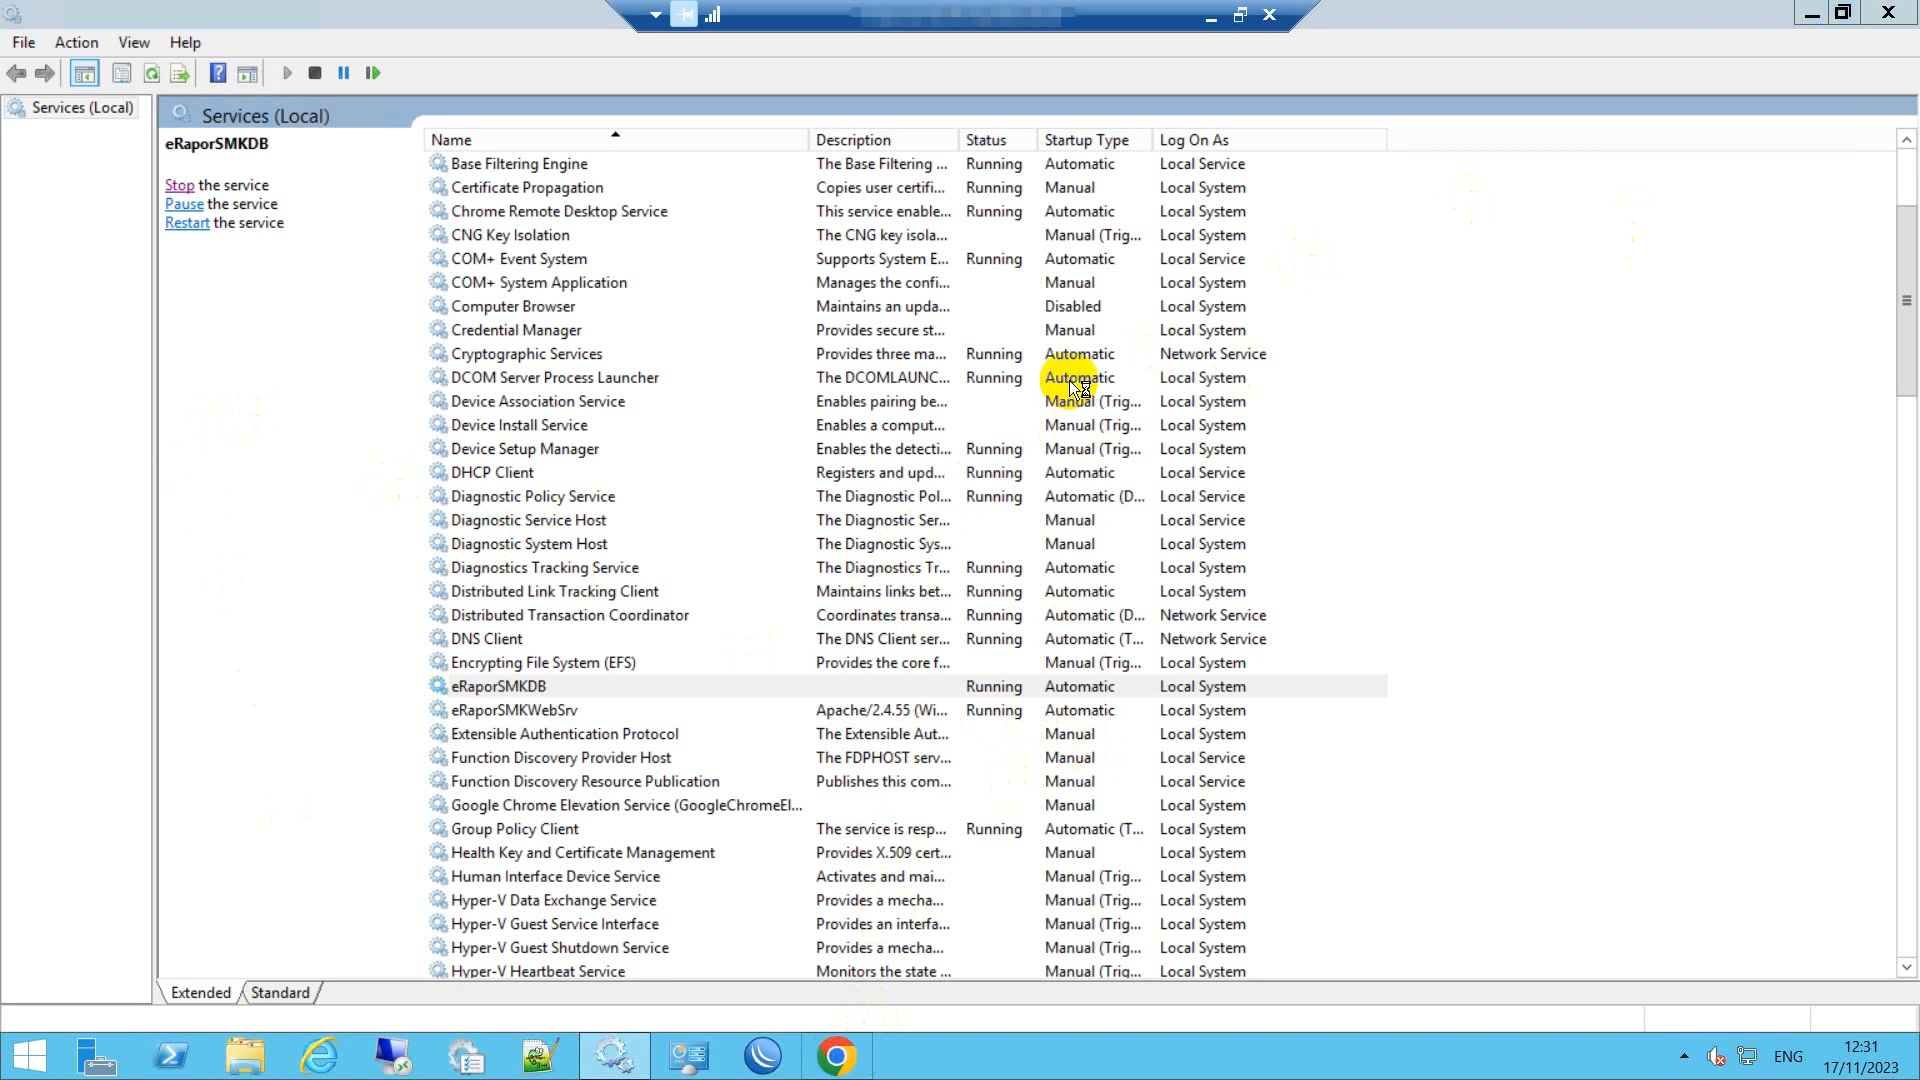 File Action View Help
Services (Local)
Services (Local)
eRaporSMKDB
Stop the service
Pause the service
Restart the service
Name Description Status Startup Type Log On As
Base Filtering Engine The Base Filtering ... Running Automatic Local Service
Certificate Propagation Copies user certifi... Running Manual Local System
Chrome Remote Desktop Service This service enable... Running Automatic Local System
CNG Key Isolation The CNG key isola... Manual (Trig... Local System
COM+ Event System Supports System E... Running Automatic Local Service
COM+ System Application Manages the confi... Manual Local System
Computer Browser Maintains an upda... Disabled Local System
Credential Manager Provides secure st... Manual Local System
Cryptographic Services Provides three ma... Running Automatic Network Service
DCOM Server Process Launcher The DCOMLAUNC... Running Automatic Local System
Device Association Service Enables pairing be... Manual (Trig... Local System
Device Install Service Enables a comput... Manual (Trig... Local System
Device Setup Manager Enables the detecti... Running Manual (Trig... Local System
DHCP Client Registers and upd... Running Automatic Local Service
Diagnostic Policy Service The Diagnostic Pol... Running Automatic (D... Local Service
Diagnostic Service Host The Diagnostic Ser... Manual Local Service
Diagnostic System Host The Diagnostic Sys... Manual Local System
Diagnostics Tracking Service The Diagnostics Tr... Running Automatic Local System
Distributed Link Tracking Client Maintains links bet... Running Automatic Local System
Distributed Transaction Coordinator Coordinates transa... Running Automatic (D... Network Service
DNS Client The DNS Client ser... Running Automatic (T... Network Service
Encrypting File System (EFS) Provides the core f... Manual (Trig... Local System
eRaporSMKDB Running Automatic Local System
eRaporSMKWebSrv Apache/2.4.55 (Wi... Running Automatic Local System
Extensible Authentication Protocol The Extensible Aut... Manual Local System
Function Discovery Provider Host The FDPHOST serv... Manual Local Service
Function Discovery Resource Publication Publishes this com... Manual Local Service
Google Chrome Elevation Service (GoogleChromeEl... Manual Local System
Group Policy Client The service is resp... Running Automatic (T... Local System
Health Key and Certificate Management Provides X.509 cert... Manual Local System
Human Interface Device Service Activates and mai... Manual (Trig... Local System
Hyper-V Data Exchange Service Provides a mecha... Manual (Trig... Local System
Hyper-V Guest Service Interface Provides an interfa... Manual (Trig... Local System
Hyper-V Guest Shutdown Service Provides a mecha... Manual (Trig... Local System
Hyper-V Heartbeat Service Monitors the state ... Manual (Trig... Local System
Extended Standard
ENG
12:31
17/11/2023